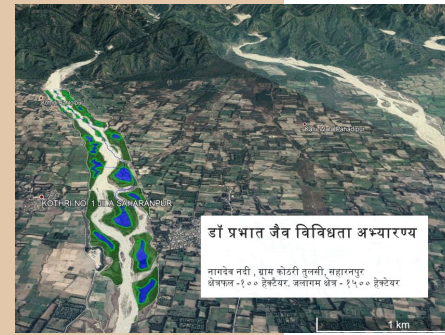 KOTHRI NO. 1 JILA SAHARANPUR
डॉ प्रभात जैव विविधता अभ्यारण्य
नागदेव नदी , ग्राम कोठरी तुलसी, सहारनपुर
क्षेत्रफल -१०० हेक्टैयर, जलागम क्षेत्र - १५०० हेक्टेयर
1 km